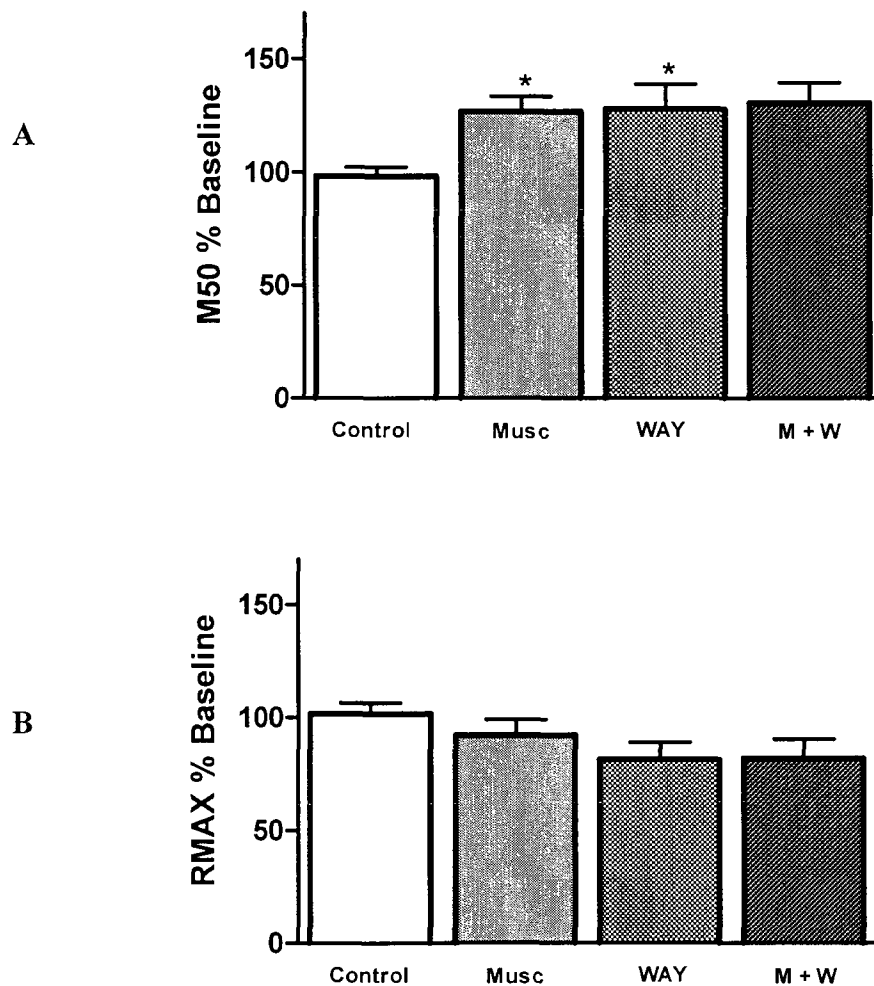 A
M50 % Baseline
150
100
50
0
* *
Control Musc WAY M + W
B
RMAX % Baseline
150
100
50
0
Control Musc WAY M + W